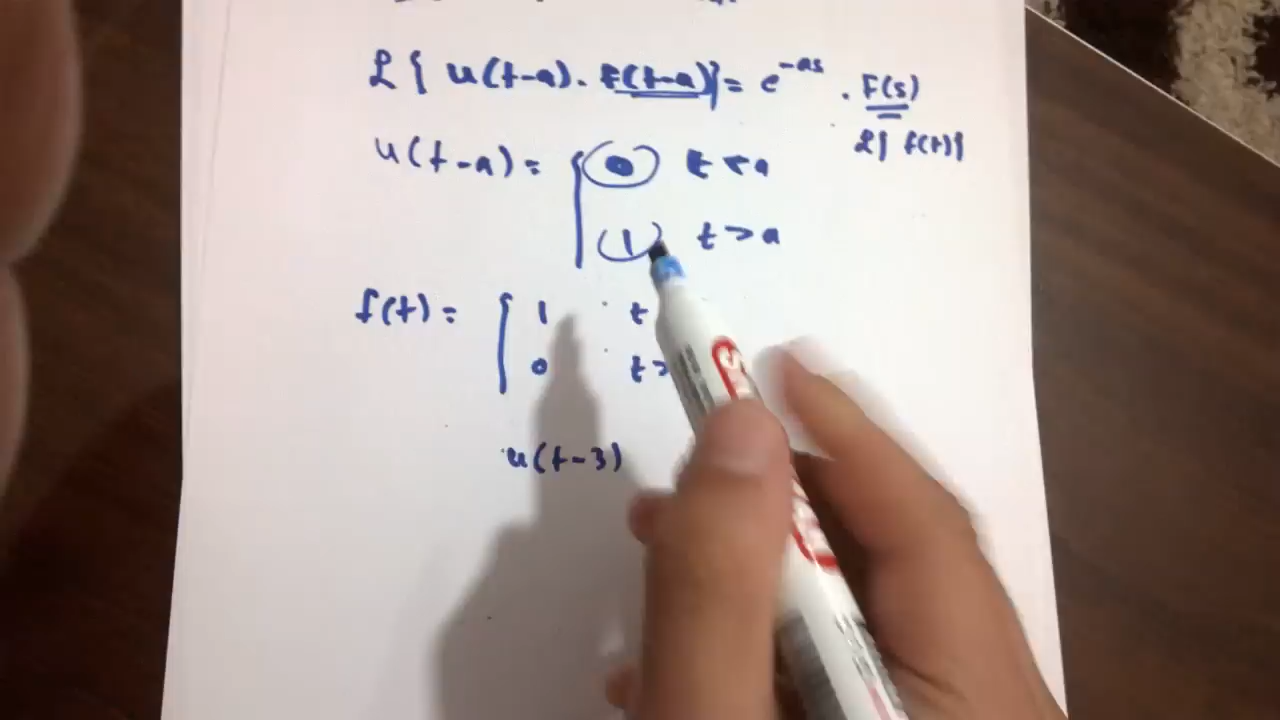 ℒ{ u(t-a) . f(t-a)} = e^-as . F(s)
ℒ{ f(t)}
u(t-a) = { 0 t < a
1 t > a
f(t) = { 1 t
0 t >
u(t-3)